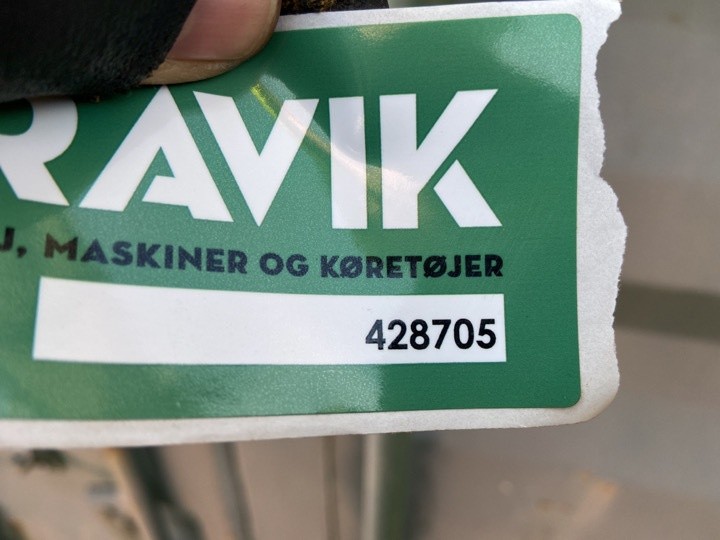 RAVIK
J, MASKINER OG KØRETØJER
428705